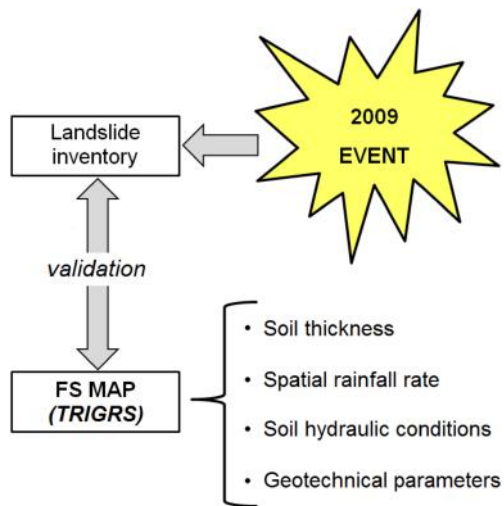 2009
EVENT
Landslide
inventory
validation
FS MAP
(TRIGRS)
• Soil thickness
• Spatial rainfall rate
• Soil hydraulic conditions
• Geotechnical parameters